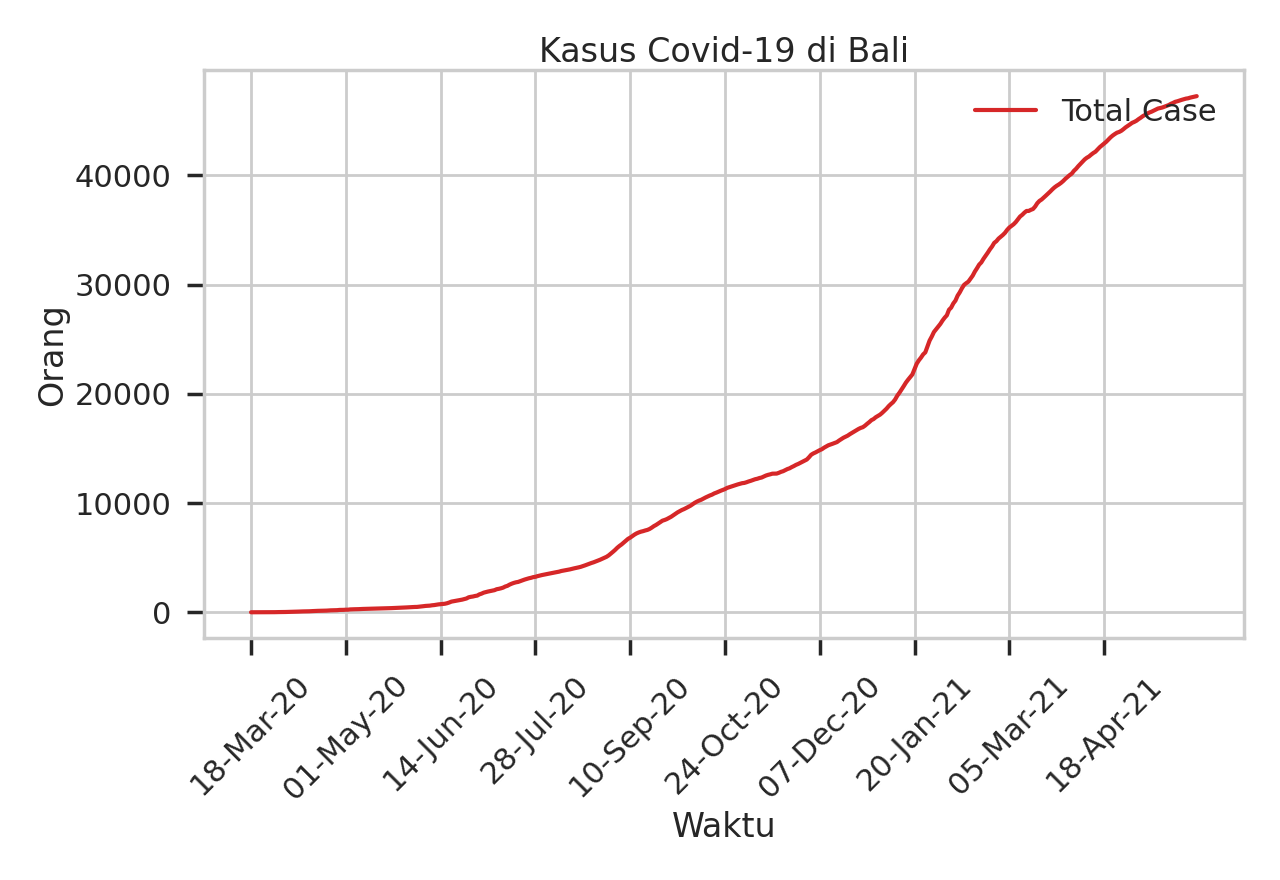 Kasus Covid-19 di Bali
Total Case
Orang
40000
30000
20000
10000
0
18-Mar-20
01-May-20
14-Jun-20
28-Jul-20
10-Sep-20
24-Oct-20
07-Dec-20
20-Jan-21
05-Mar-21
18-Apr-21
Waktu